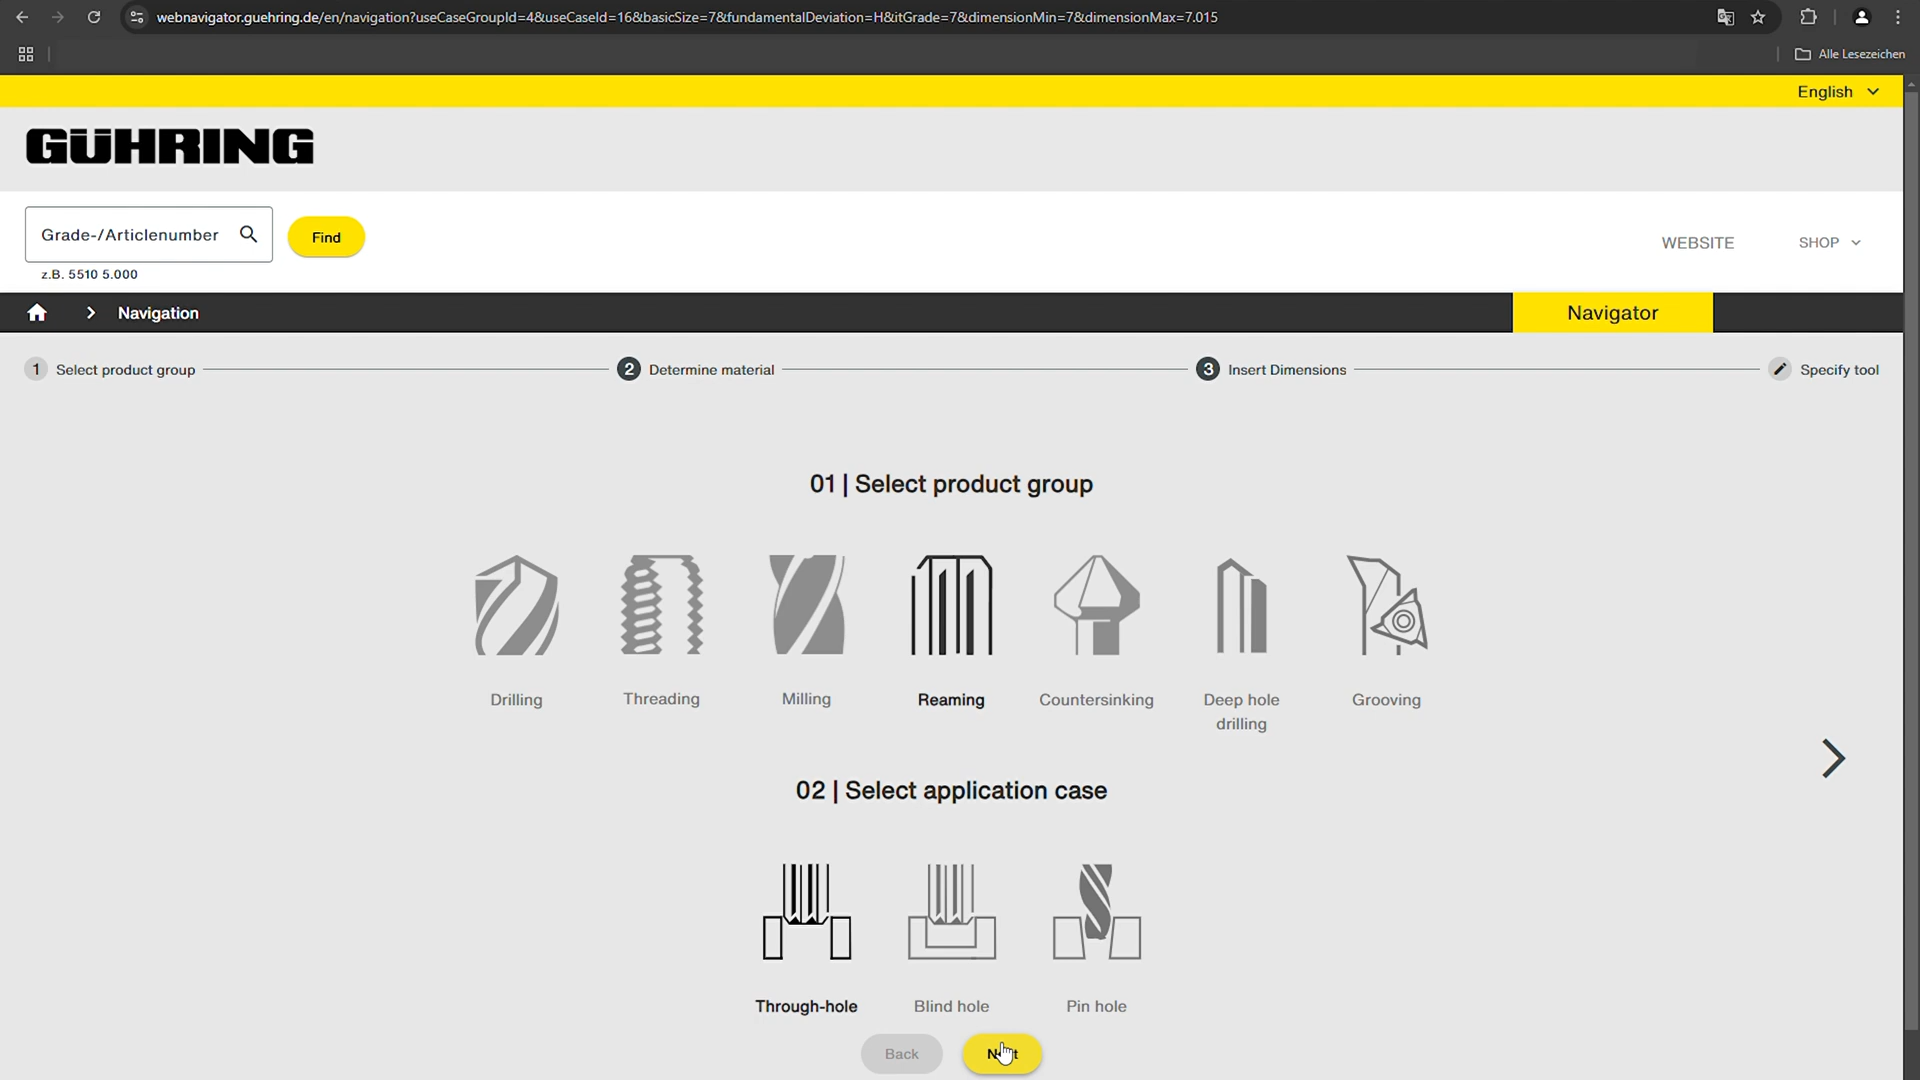 webnavigator.guehring.de/en/navigation?useCaseGroupId=4&useCaseId=16&basicSize=7&fundamentalDeviation=H&itGrade=7&dimensionMin=7&dimensionMax=7.015
Alle Lesezeichen
English
GÜHRING
Grade-/Articlenumber
Find
z.B. 5510 5.000
WEBSITE
SHOP
Navigation
Navigator
1 Select product group
2 Determine material
3 Insert Dimensions
Specify tool
01 | Select product group
Drilling
Threading
Milling
Reaming
Countersinking
Deep hole
drilling
Grooving
02 | Select application case
Through-hole
Blind hole
Pin hole
Back